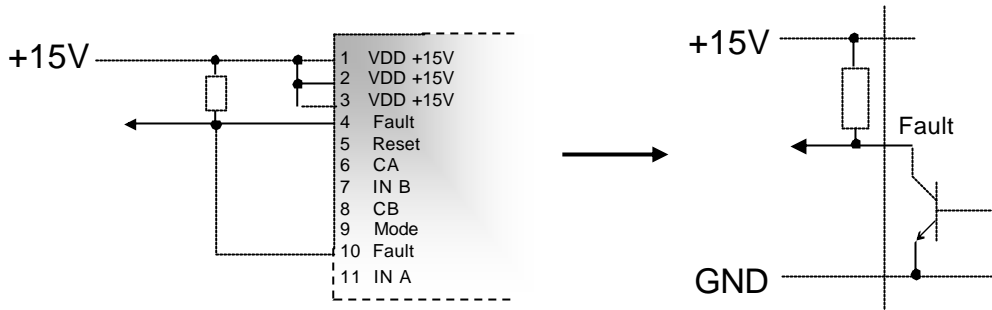 +15V
1 VDD +15V
2 VDD +15V
3 VDD +15V
4 Fault
5 Reset
6 CA
7 IN B
8 CB
9 Mode
10 Fault
11 IN A
+15V
Fault
GND